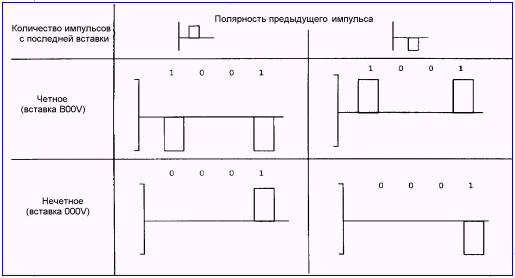 Полярность предыдущего импульса
Количество импульсов
с последней вставки
1 0 0 1
1 0 0 1
Четное
(вставка B00V)
0 0 0 1
0 0 0 1
Нечетное
(вставка 000V)